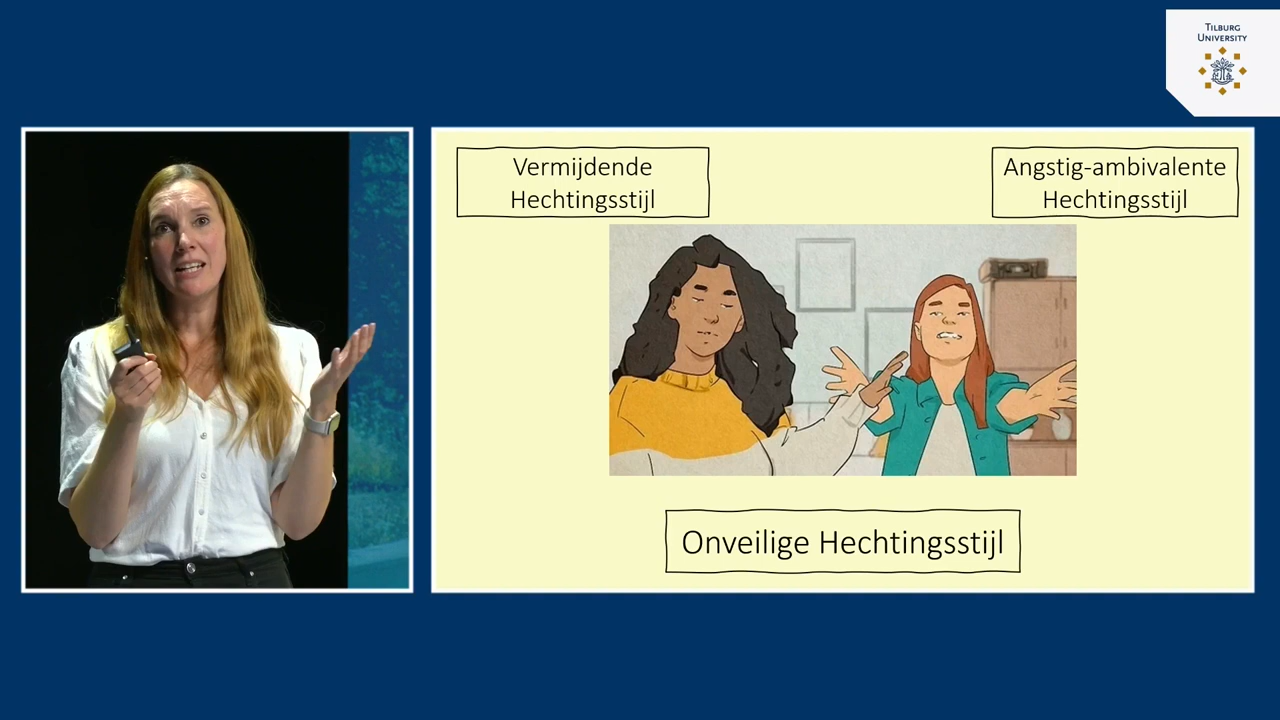 TILBURG
UNIVERSITY
Vermijdende
Hechtingsstijl
Angstig-ambivalente
Hechtingsstijl
Onveilige Hechtingsstijl